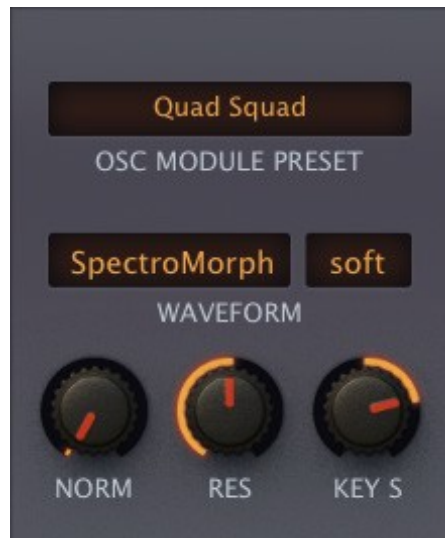 Quad Squad
OSC MODULE PRESET
SpectroMorph soft
WAVEFORM
NORM RES KEY S